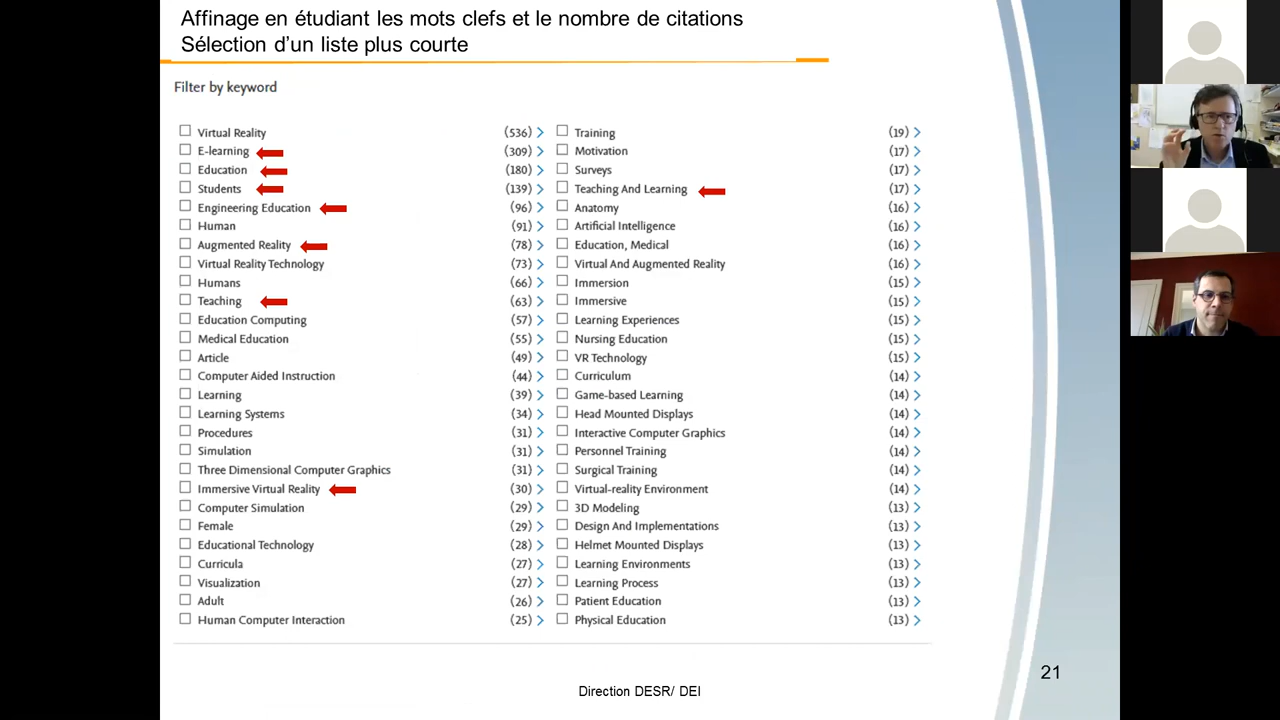 Affinage en étudiant les mots clefs et le nombre de citations
Sélection d'un liste plus courte
Filter by keyword
Virtual Reality (536)
E-learning (309)
Education (180)
Students (139)
Engineering Education (96)
Human (91)
Augmented Reality (78)
Virtual Reality Technology (73)
Humans (66)
Teaching (63)
Education Computing (57)
Medical Education (55)
Article (49)
Computer Aided Instruction (44)
Learning (39)
Learning Systems (34)
Procedures (31)
Simulation (31)
Three Dimensional Computer Graphics (31)
Immersive Virtual Reality (30)
Computer Simulation (29)
Female (29)
Educational Technology (28)
Curricula (27)
Visualization (27)
Adult (26)
Human Computer Interaction (25)
Training (19)
Motivation (17)
Surveys (17)
Teaching And Learning (17)
Anatomy (16)
Artificial Intelligence (16)
Education, Medical (16)
Virtual And Augmented Reality (16)
Immersion (15)
Immersive (15)
Learning Experiences (15)
Nursing Education (15)
VR Technology (15)
Curriculum (14)
Game-based Learning (14)
Head Mounted Displays (14)
Interactive Computer Graphics (14)
Personnel Training (14)
Surgical Training (14)
Virtual-reality Environment (14)
3D Modeling (13)
Design And Implementations (13)
Helmet Mounted Displays (13)
Learning Environments (13)
Learning Process (13)
Patient Education (13)
Physical Education (13)
21
Direction DESR/ DEI